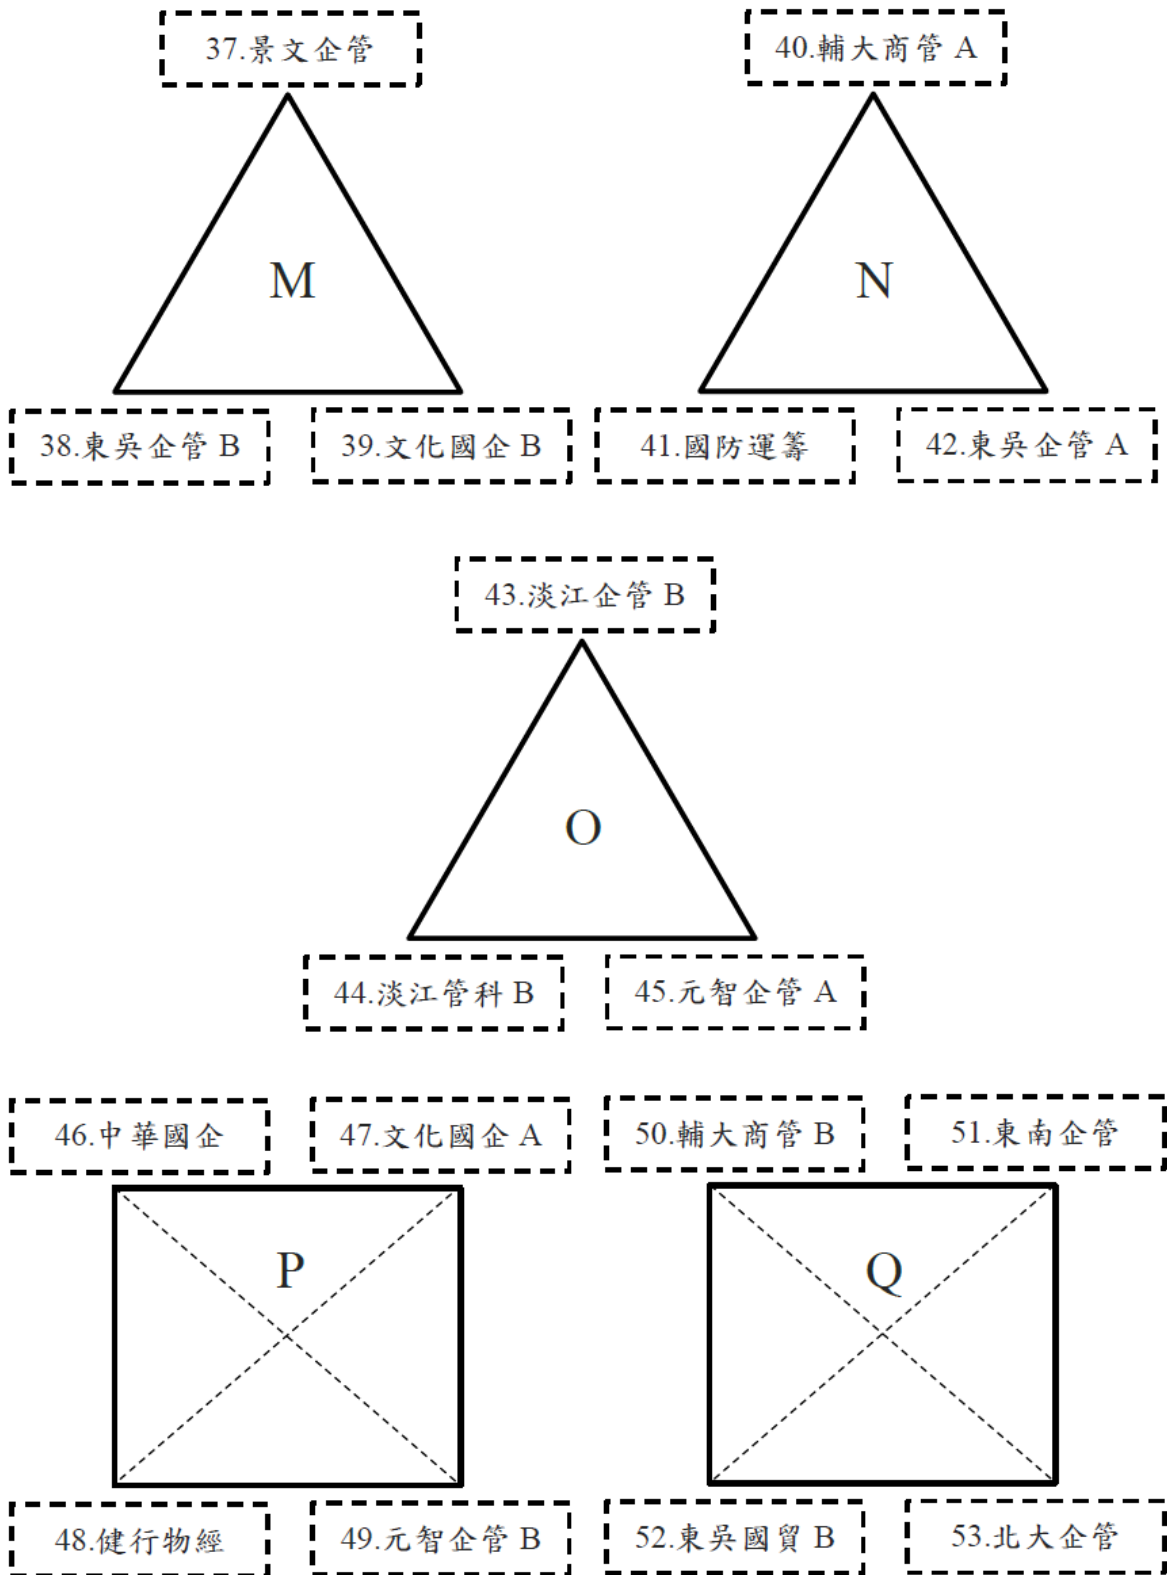 37.景文企管
40.輔大商管 A
M
N
38.東吳企管 B
39.文化國企 B
41.國防運籌
42.東吳企管 A
43.淡江企管 B
O
44.淡江管科 B
45.元智企管 A
46.中華國企
47.文化國企 A
50.輔大商管 B
51.東南企管
P
Q
48.健行物經
49.元智企管 B
52.東吳國貿 B
53.北大企管